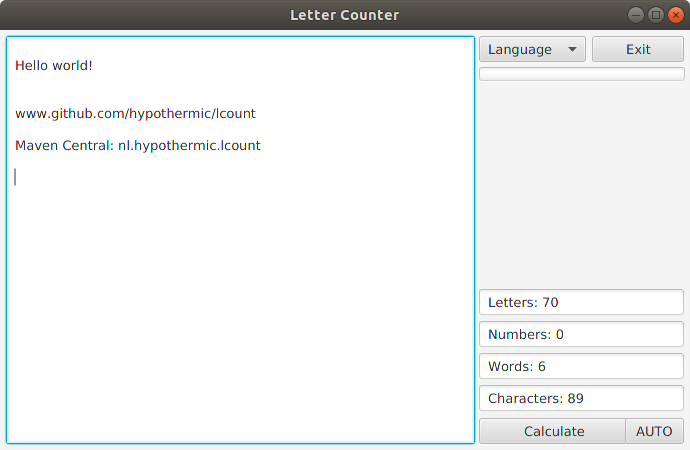 Letter Counter
Hello world!
www.github.com/hypothermic/lcount
Maven Central: nl.hypothermic.lcount
Language
Exit
Letters: 70
Numbers: 0
Words: 6
Characters: 89
Calculate
AUTO